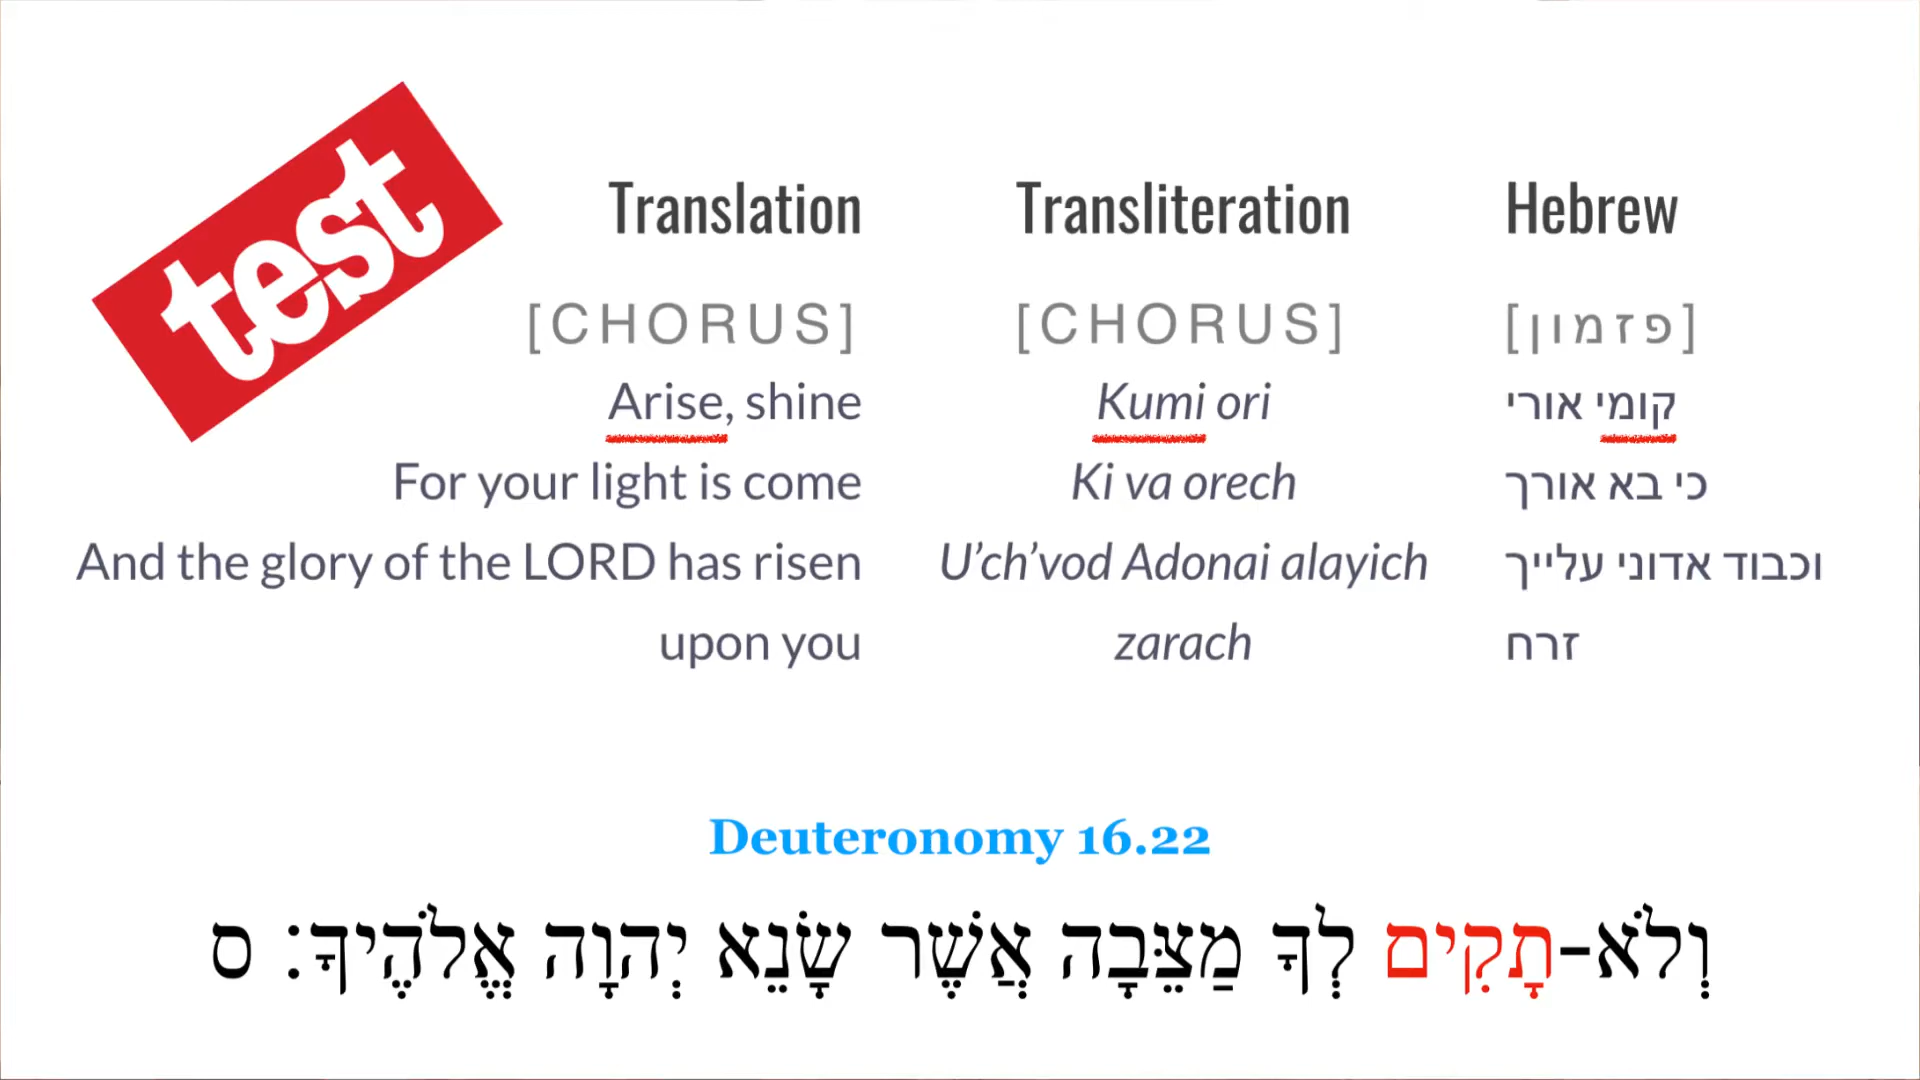 test
Translation Transliteration Hebrew
[CHORUS] [CHORUS] [פזמון]
Arise, shine Kumi ori קומי אורי
For your light is come Ki va orech כי בא אורך
And the glory of the LORD has risen U’ch’vod Adonai alayich וכבוד אדוני עלייך
upon you zarach זרח
Deuteronomy 16.22
וְלֹא-תָקִים לְךָ מַצֵּבָה אֲשֶׁר שָׂנֵא יְהוָה אֱלֹהֶיךָ: ס